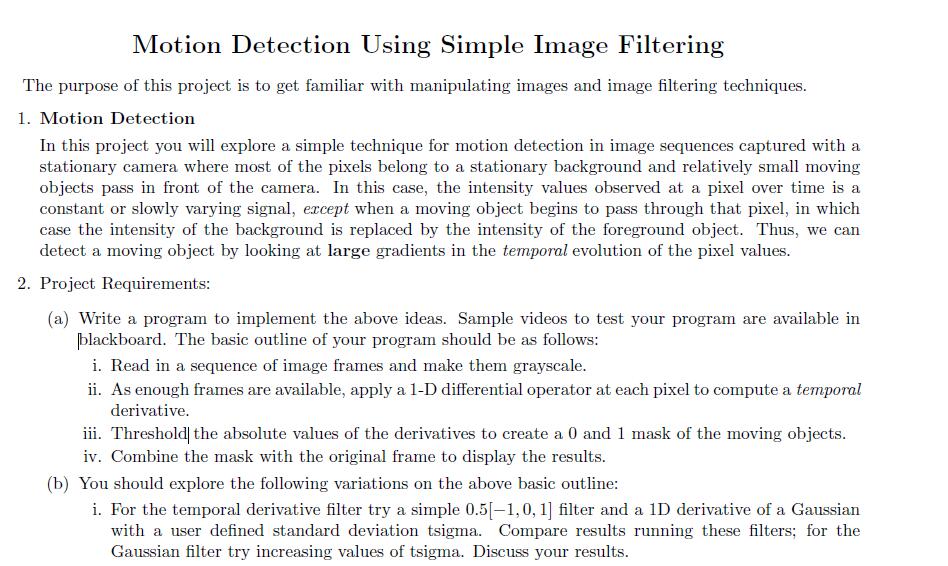 Motion Detection Using Simple Image Filtering
The purpose of this project is to get familiar with manipulating images and image filtering techniques.
1. Motion Detection
In this project you will explore a simple technique for motion detection in image sequences captured with a
stationary camera where most of the pixels belong to a stationary background and relatively small moving
objects pass in front of the camera. In this case, the intensity values observed at a pixel over time is a
constant or slowly varying signal, except when a moving object begins to pass through that pixel, in which
case the intensity of the background is replaced by the intensity of the foreground object. Thus, we can
detect a moving object by looking at large gradients in the temporal evolution of the pixel values.
2. Project Requirements:
(a) Write a program to implement the above ideas. Sample videos to test your program are available in
blackboard. The basic outline of your program should be as follows:
i. Read in a sequence of image frames and make them grayscale.
ii. As enough frames are available, apply a 1-D differential operator at each pixel to compute a temporal
derivative.
iii. Threshold the absolute values of the derivatives to create a 0 and 1 mask of the moving objects.
iv. Combine the mask with the original frame to display the results.
(b) You should explore the following variations on the above basic outline:
i. For the temporal derivative filter try a simple 0.5[−1, 0, 1] filter and a 1D derivative of a Gaussian
with a user defined standard deviation tsigma. Compare results running these filters; for the
Gaussian filter try increasing values of tsigma. Discuss your results.